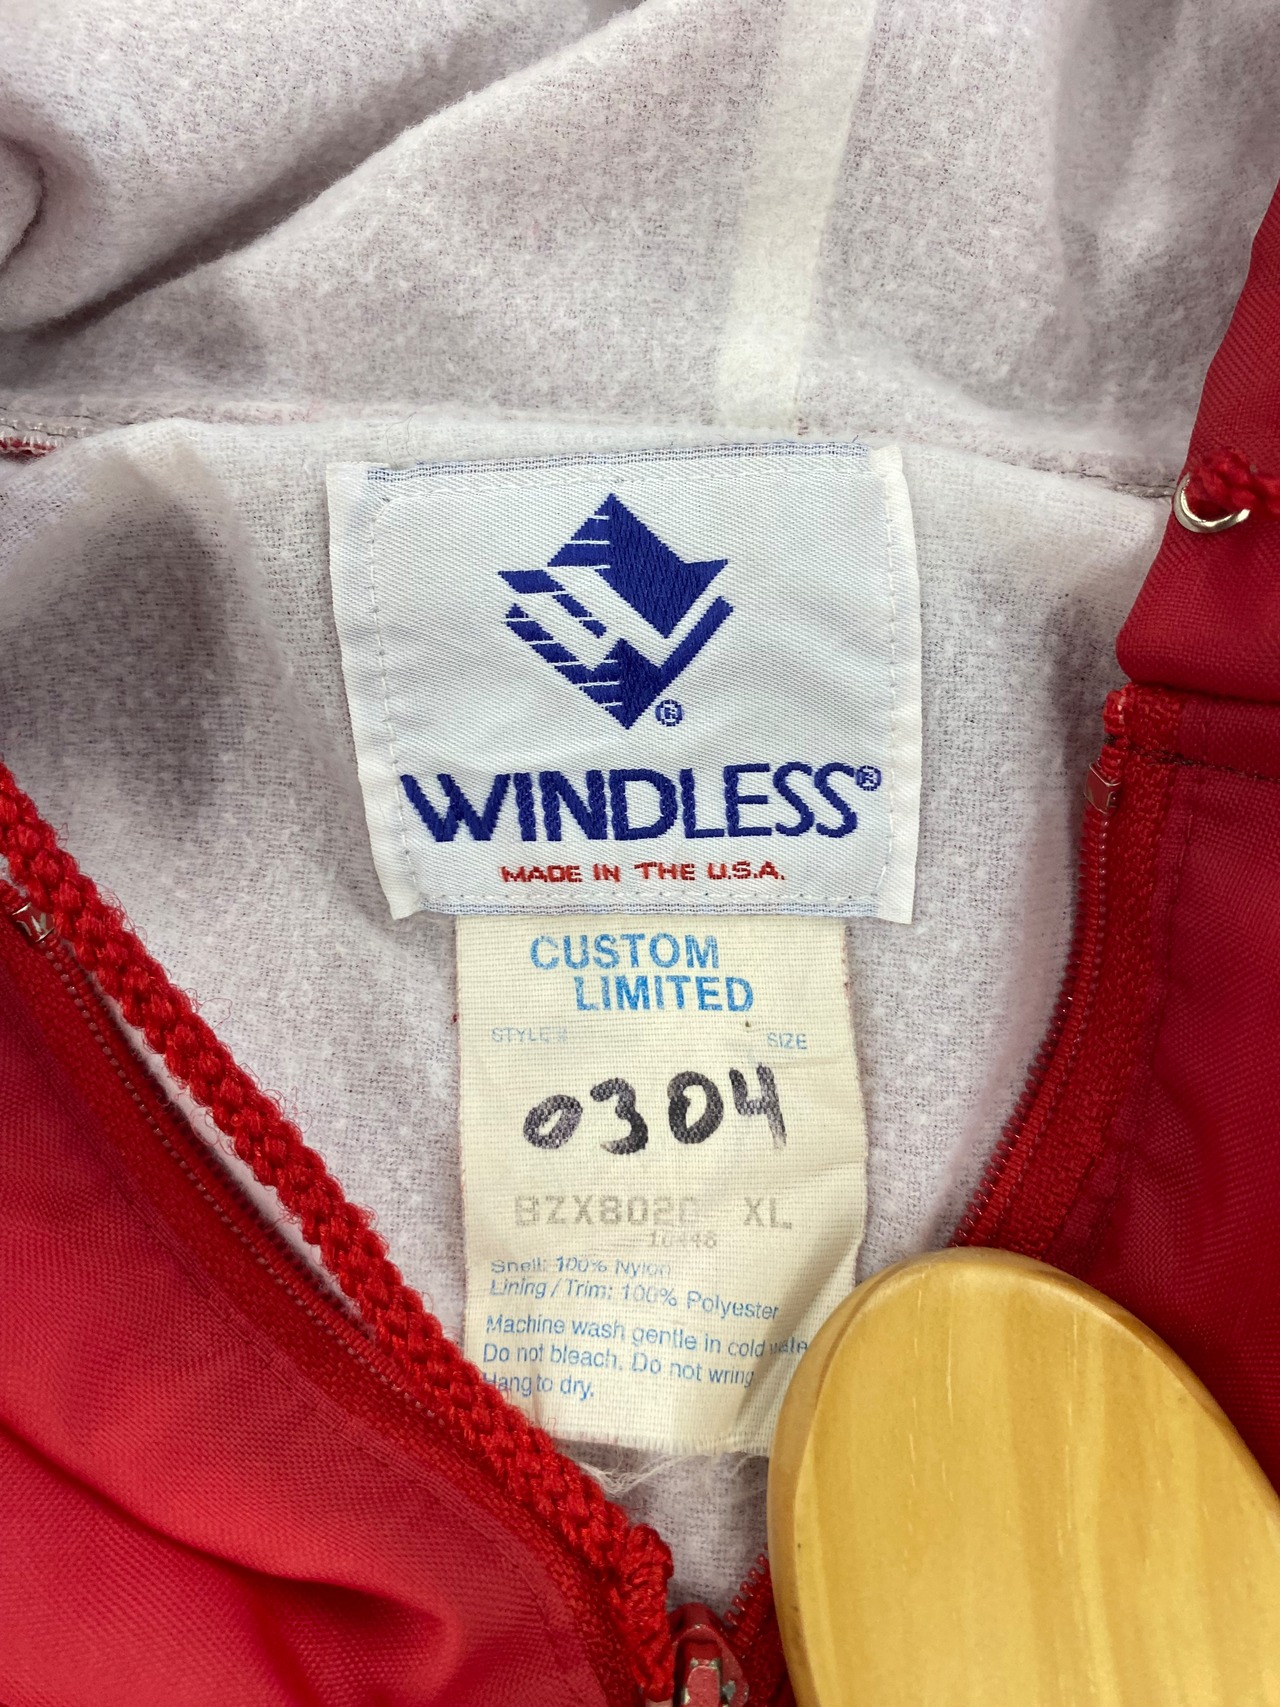 WINDLESS®
MADE IN THE U.S.A.
CUSTOM
LIMITED
STYLE # SIZE
0304
XL
Shell: 100% Nylon
Lining / Trim: 100% Polyester
Machine wash gentle in cold
Do not bleach. Do not wring
Hang to dry.